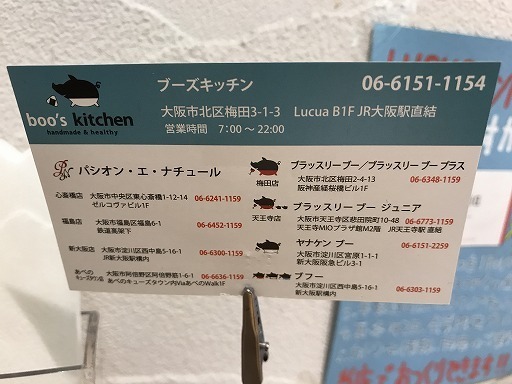 boo's kitchen
handmade & healthy
ブーズキッチン 06-6151-1154
大阪市北区梅田3-1-3 Lucua B1F JR大阪駅直結
営業時間 7:00～22:00
パシオン・エ・ナチュール
心斎橋店 大阪市中央区東心斎橋1-12-14 06-6241-1159
ゼルコヴァビル1F
福島店 大阪市福島区福島6-1 06-6452-1159
鉄道高架下
新大阪店 大阪市淀川区西中島5-16-1 06-6300-1159
JR新大阪駅構内
あべの
キューズタウン店
大阪市阿倍野区阿倍野筋1-6-1 06-6636-1159
あべのキューズタウン内ViaあべのWalk1F
ブラッスリー ブー/ブラッスリー ブー プラス
梅田店 大阪市北区梅田2-4-13 06-6348-1159
阪神産経桜橋ビル1F
ブラッスリー ブー ジュニア
天王寺店 大阪市天王寺区悲田院町10-48 06-6773-1159
天王寺MIOプラザ館M2階 JR天王寺駅 直結
ヤナケン ブー 06-6151-2259
大阪市淀川区宮原1-1-1
新大阪阪急ビル3-1
ブフー
大阪市淀川区西中島5-16-1 06-6303-1159
新大阪駅構内